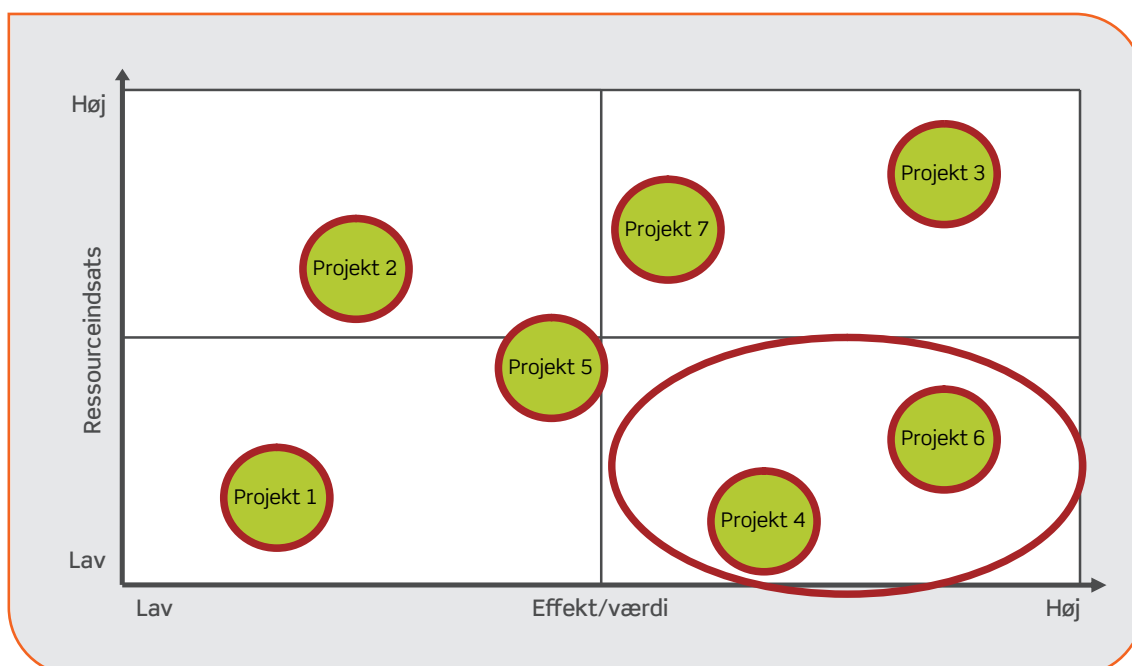 Høj
Projekt 3
Projekt 7
Projekt 2
Ressourceindsats
Projekt 5
Projekt 6
Projekt 1
Projekt 4
Lav
Lav
Effekt/værdi
Høj